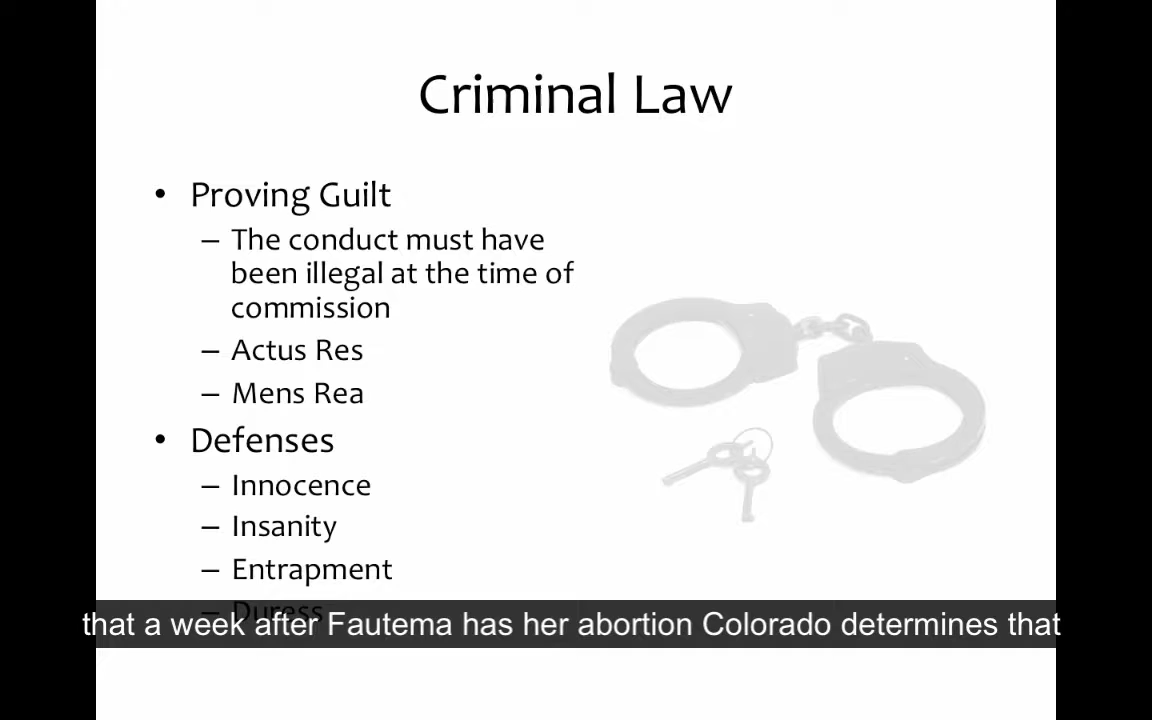 Criminal Law
• Proving Guilt
– The conduct must have
been illegal at the time of
commission
– Actus Res
– Mens Rea
• Defenses
– Innocence
– Insanity
– Entrapment
– Duress
that a week after Fautema has her abortion Colorado determines that